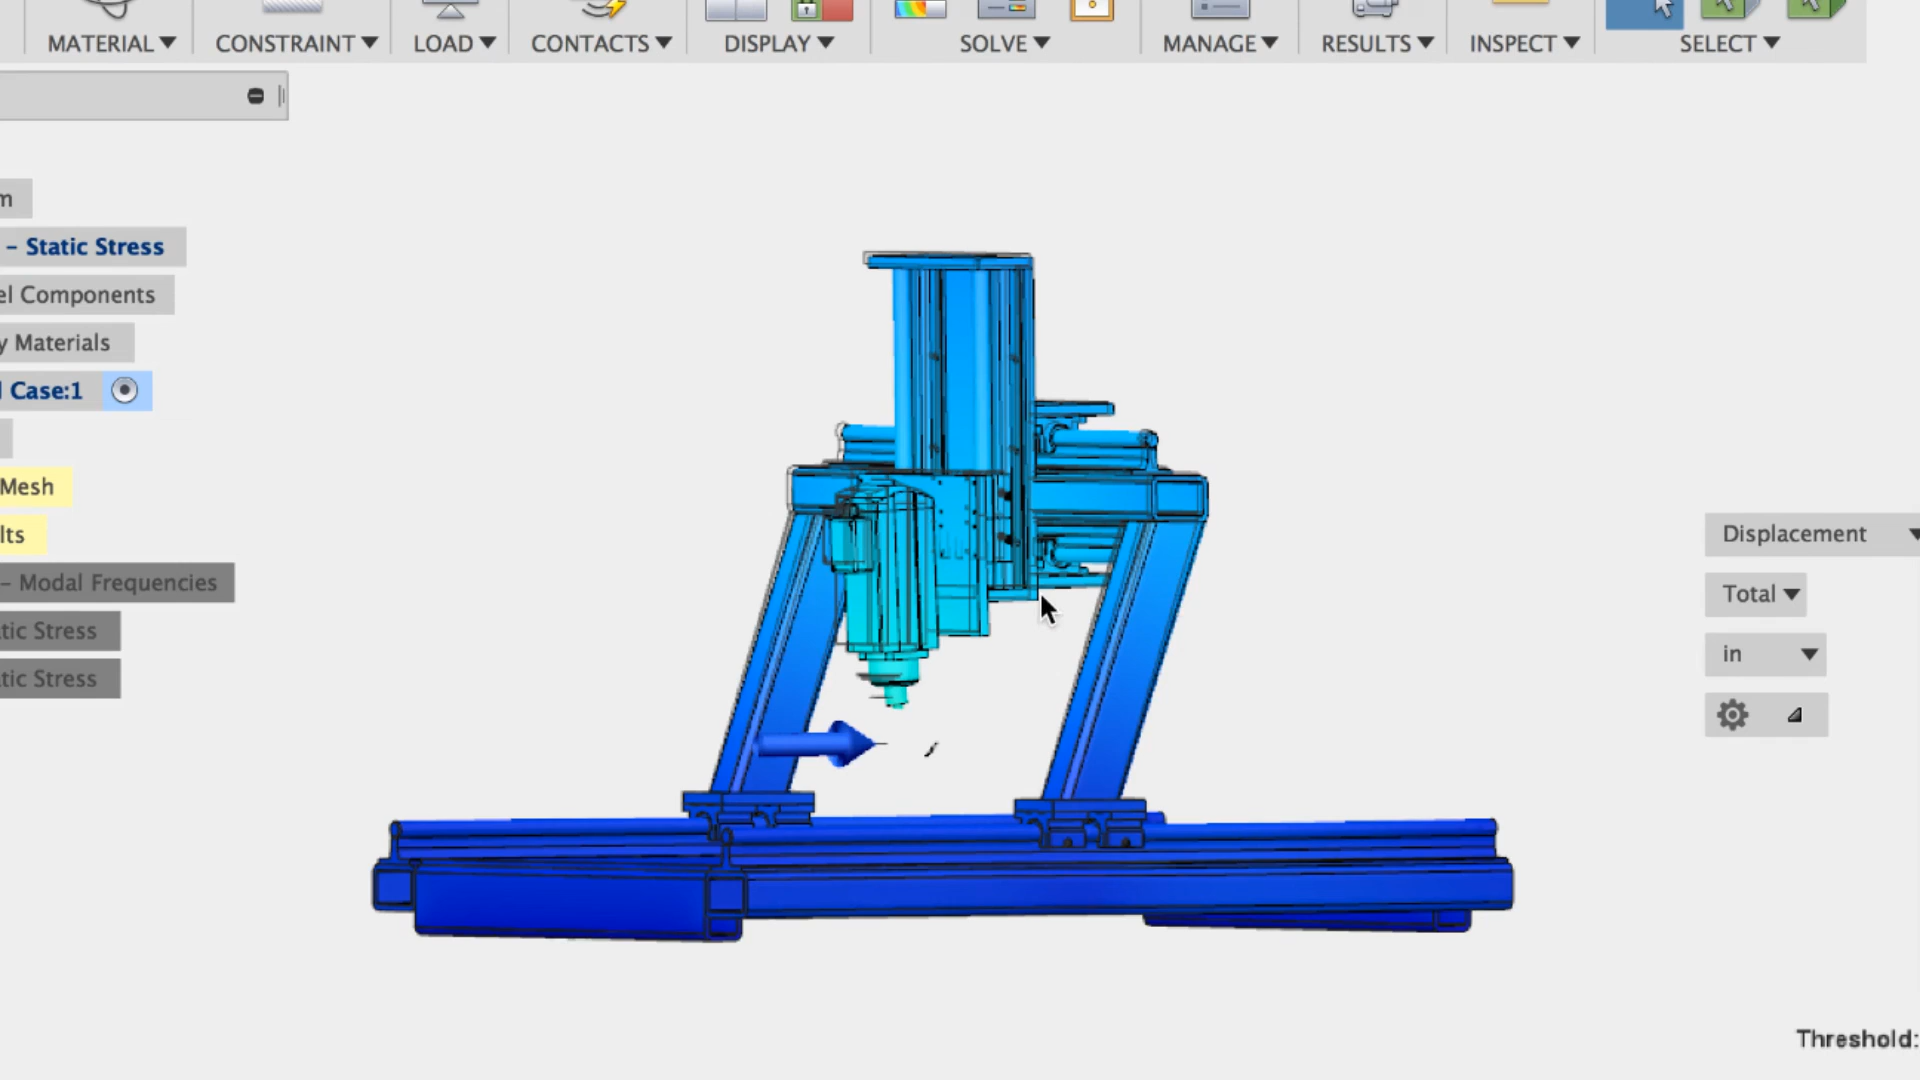 MATERIAL
CONSTRAINT
LOAD
CONTACTS
DISPLAY
SOLVE
MANAGE
RESULTS
INSPECT
SELECT
m
– Static Stress
el Components
y Materials
Case:1
Mesh
lts
– Modal Frequencies
tic Stress
tic Stress
Displacement
Total
in
Threshold: